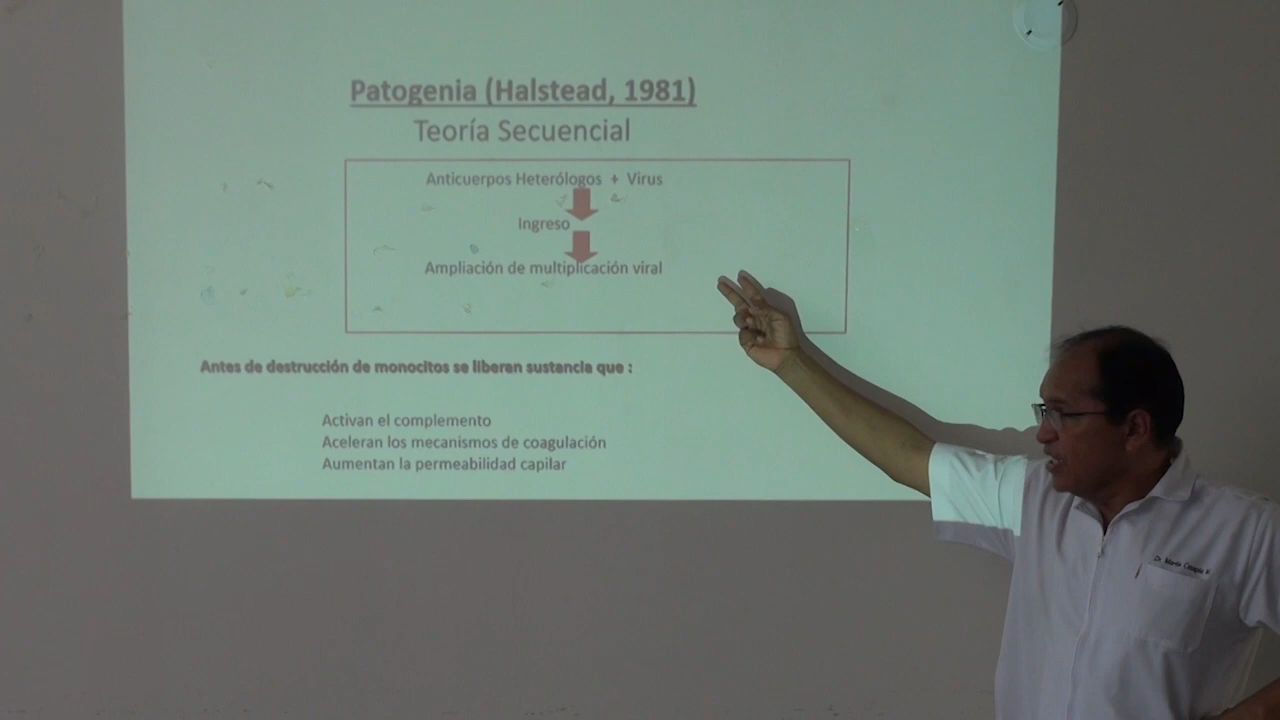 Patogenia (Halstead, 1981)
Teoría Secuencial
Anticuerpos Heterólogos + Virus
Ingreso
Ampliación de multiplicación viral
Antes de destrucción de monocitos se liberan sustancia que :
Activan el complemento
Aceleran los mecanismos de coagulación
Aumentan la permeabilidad capilar
Dr.